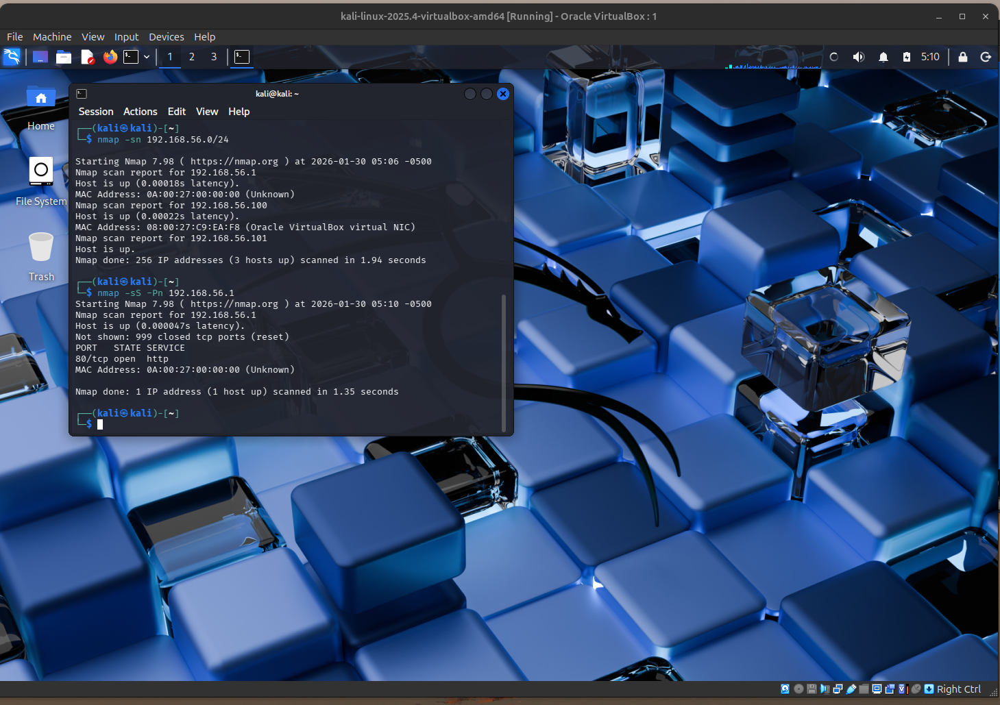 kali-linux-2025.4-virtualbox-amd64 [Running] - Oracle VirtualBox : 1
File Machine View Input Devices Help
1 2 3 5:10
Home
File System
Trash
kali@kali: ~
Session Actions Edit View Help
┌──(kali㉿kali)-[~]
└─$ nmap -sn 192.168.56.0/24
Starting Nmap 7.98 ( https://nmap.org ) at 2026-01-30 05:06 -0500
Nmap scan report for 192.168.56.1
Host is up (0.00018s latency).
MAC Address: 0A:00:27:00:00:00 (Unknown)
Nmap scan report for 192.168.56.100
Host is up (0.00022s latency).
MAC Address: 08:00:27:C9:EA:F8 (Oracle VirtualBox virtual NIC)
Nmap scan report for 192.168.56.101
Host is up.
Nmap done: 256 IP addresses (3 hosts up) scanned in 1.94 seconds
┌──(kali㉿kali)-[~]
└─$ nmap -sS -Pn 192.168.56.1
Starting Nmap 7.98 ( https://nmap.org ) at 2026-01-30 05:10 -0500
Nmap scan report for 192.168.56.1
Host is up (0.000047s latency).
Not shown: 999 closed tcp ports (reset)
PORT   STATE SERVICE
80/tcp open  http
MAC Address: 0A:00:27:00:00:00 (Unknown)
Nmap done: 1 IP address (1 host up) scanned in 1.35 seconds
┌──(kali㉿kali)-[~]
└─$
Right Ctrl